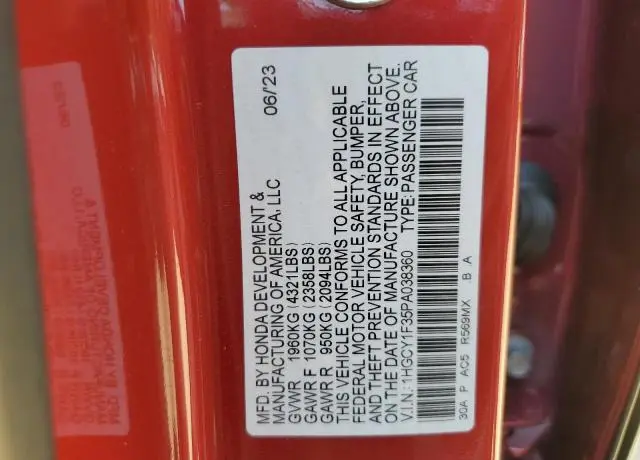 MFD. BY HONDA DEVELOPMENT & 06/'23
MANUFACTURING OF AMERICA, LLC
GVWR 1960KG (4321LBS)
GAWR F 1070KG (2358LBS)
GAWR R 950KG (2094LBS)
THIS VEHICLE CONFORMS TO ALL APPLICABLE
FEDERAL MOTOR VEHICLE SAFETY, BUMPER,
AND THEFT PREVENTION STANDARDS IN EFFECT
ON THE DATE OF MANUFACTURE SHOWN ABOVE.
V.I.N.: 1HGCY1F35PA038360 TYPE: PASSENGER CAR
30A P AC5 R569MX .B A